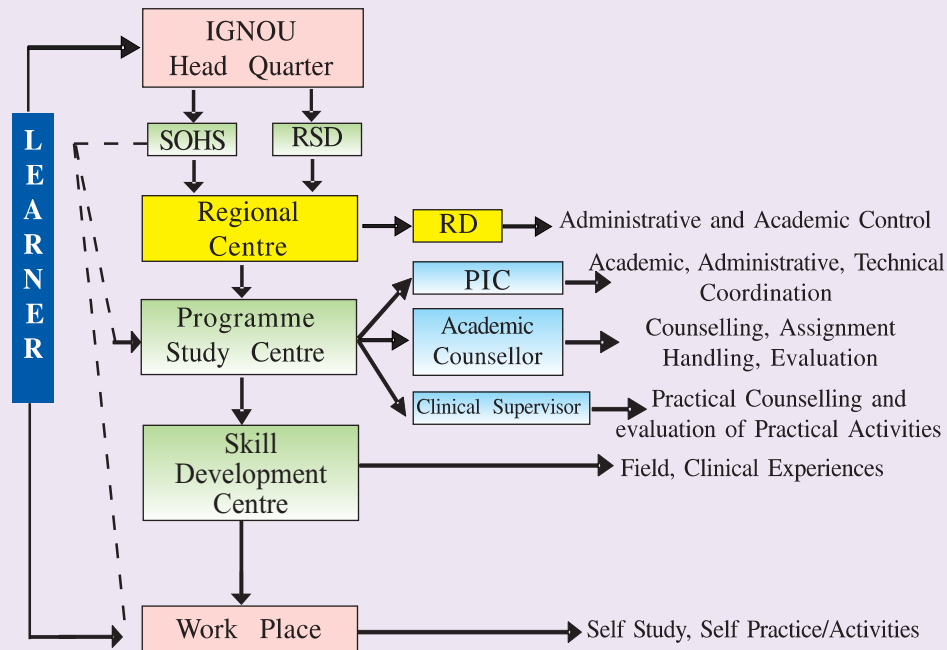 IGNOU
Head Quarter
SOHS
RSD
LEARNER
Regional
Centre
RD
Administrative and Academic Control
Programme
Study Centre
PIC
Academic, Administrative, Technical
Coordination
Academic
Counsellor
Counselling, Assignment
Handling, Evaluation
Clinical Supervisor
Practical Counselling and
evaluation of Practical Activities
Skill
Development
Centre
Field, Clinical Experiences
Work Place
Self Study, Self Practice/Activities